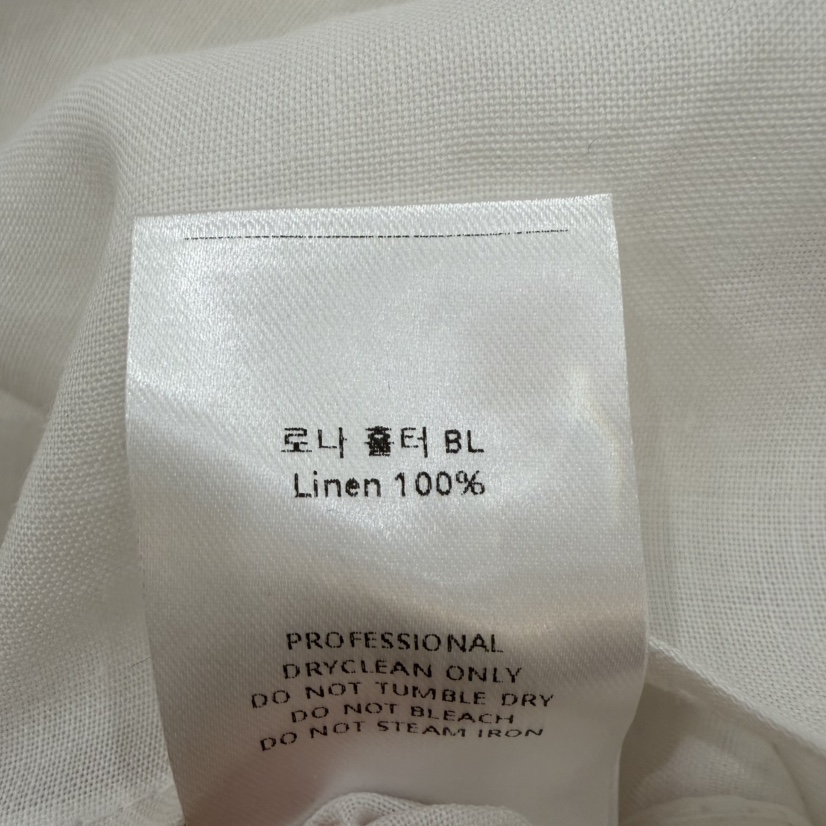 로나 홀터 BL
Linen 100%
PROFESSIONAL
DRYCLEAN ONLY
DO NOT TUMBLE DRY
DO NOT BLEACH
DO NOT STEAM IRON